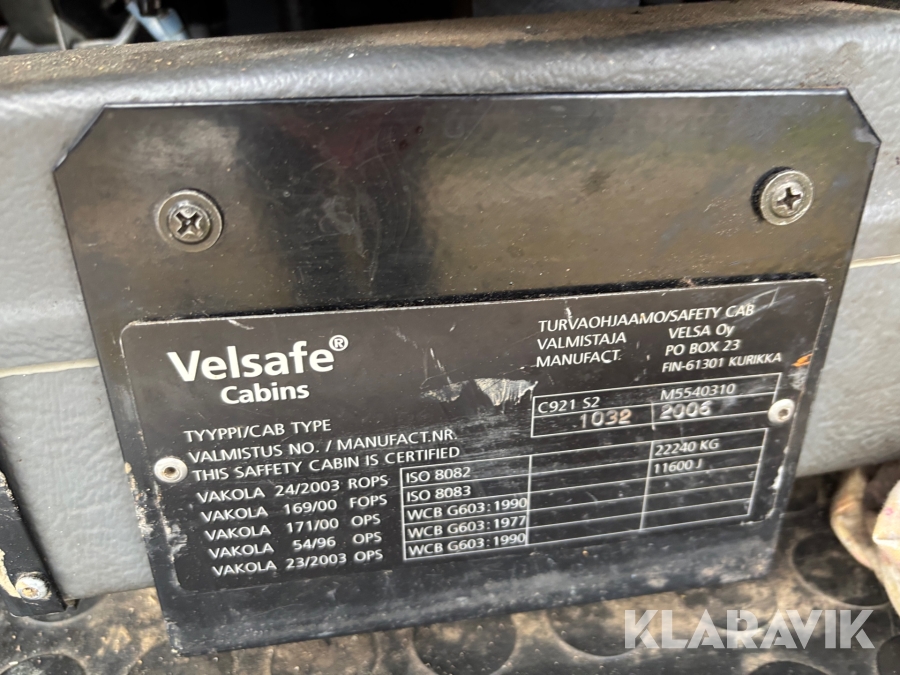 Velsafe®
Cabins
TURVAOHJAAMO/SAFETY CAB
VALMISTAJA VELSA Oy
MANUFACT. PO BOX 23
FIN-61301 KURIKKA
TYYPPI/CAB TYPE C921 S2 M5540310
VALMISTUS NO. / MANUFACT.NR. 1032 2006
THIS SAFFETY CABIN IS CERTIFIED
VAKOLA 24/2003 ROPS ISO 8082 22240 KG
VAKOLA 169/00 FOPS ISO 8083 11600 J
VAKOLA 171/00 OPS WCB G603:1990
VAKOLA 54/96 OPS WCB G603:1977
VAKOLA 23/2003 OPS WCB G603:1990
KLARAVIK